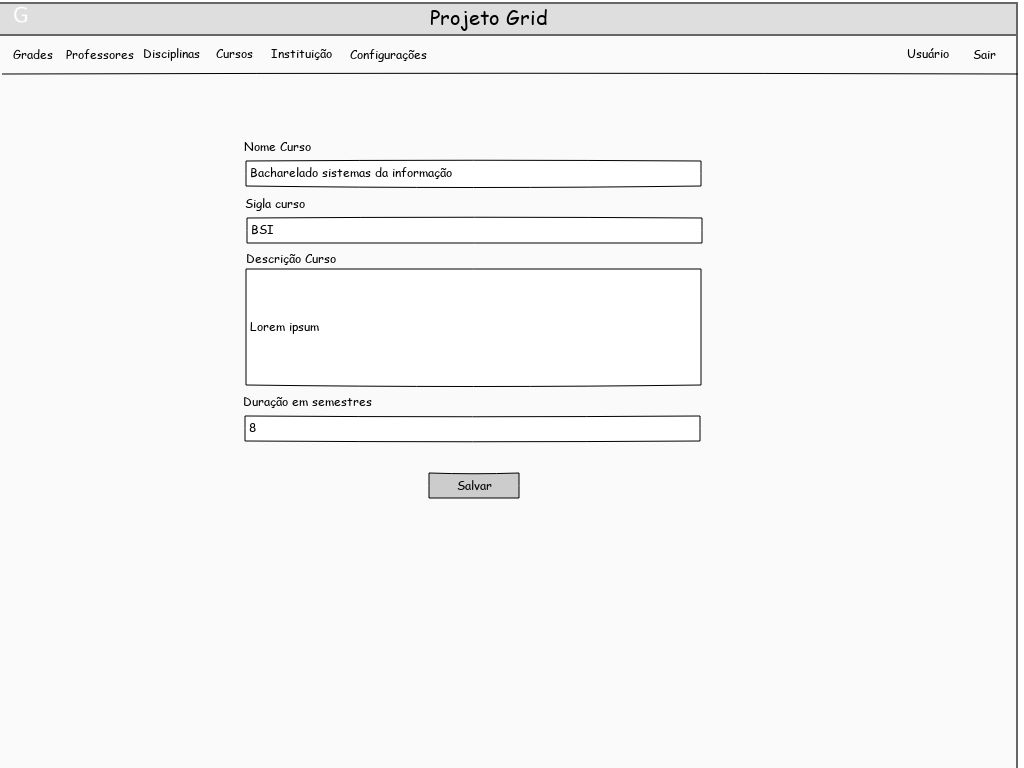 G
Projeto Grid
Grades Professores Disciplinas Cursos Instituição Configurações Usuário Sair
Nome Curso
Bacharelado sistemas da informação
Sigla curso
BSI
Descrição Curso
Lorem ipsum
Duração em semestres
8
Salvar